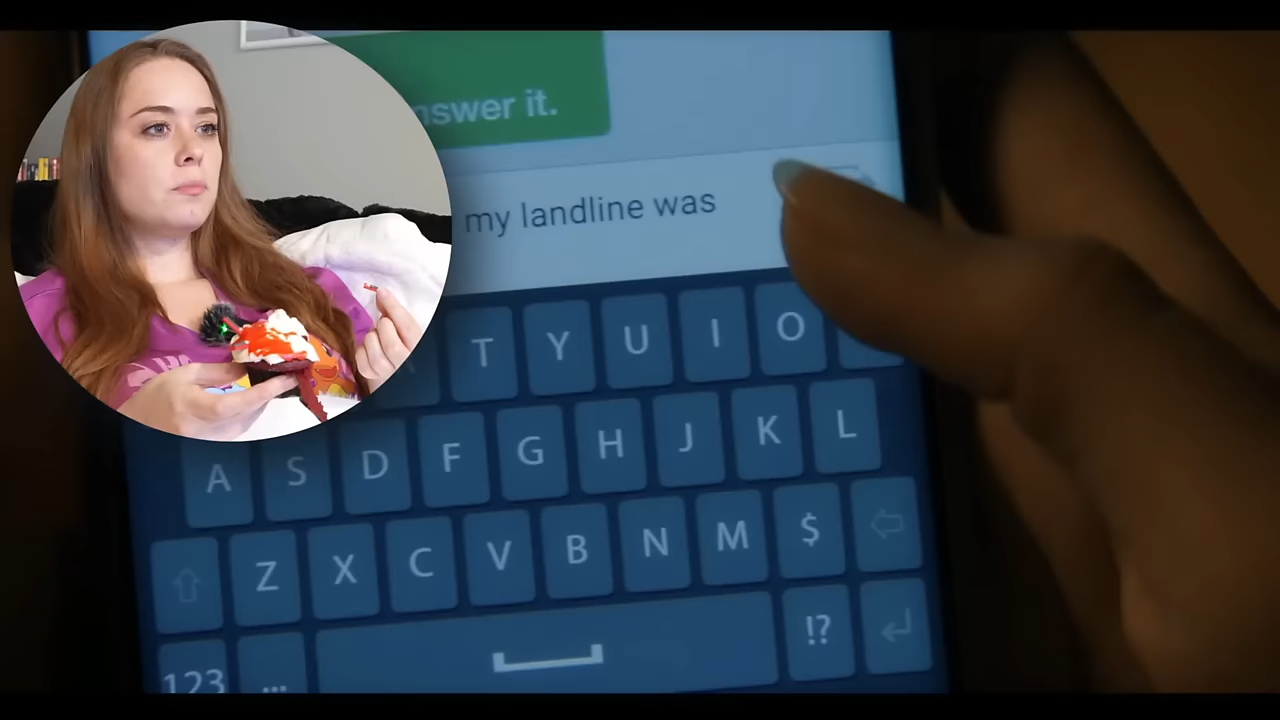 nswer it.
my landline was
T Y U I O
A S D F G H J K L
Z X C V B N M $
123 ... !?